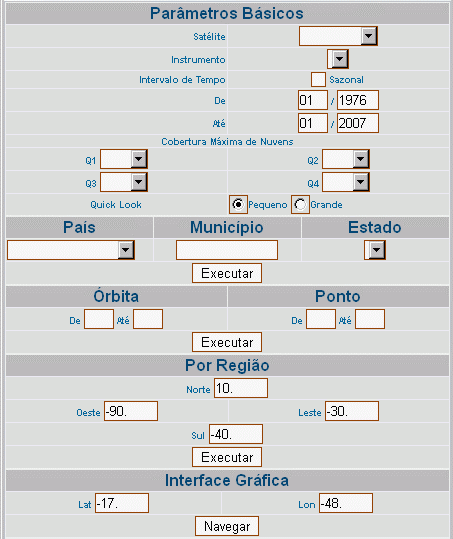 Parâmetros Básicos
Satélite
Instrumento
Intervalo de Tempo Sazonal
De 01 / 1976
Até 01 / 2007
Cobertura Máxima de Nuvens
Q1 Q2
Q3 Q4
Quick Look Pequeno Grande
País Município Estado
Executar
Órbita Ponto
De Até De Até
Executar
Por Região
Norte 10.
Oeste -90. Leste -30.
Sul -40.
Executar
Interface Gráfica
Lat -17. Lon -48.
Navegar